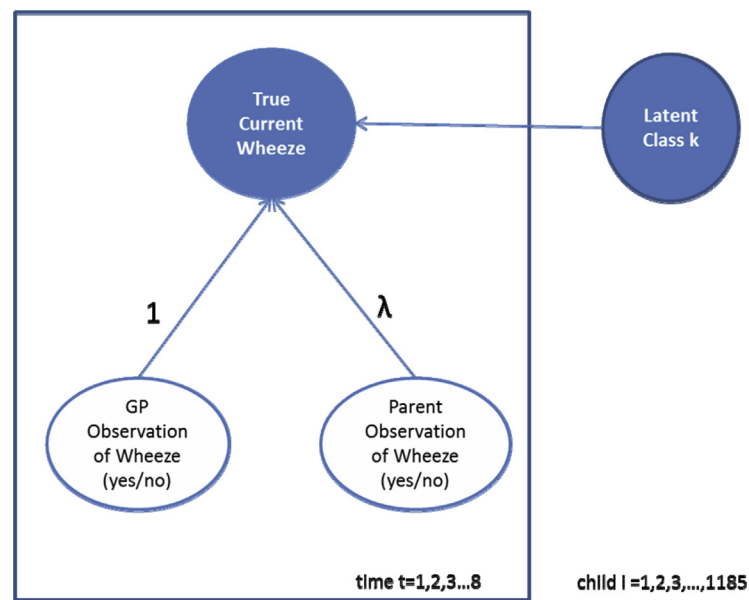 True
Current
Wheeze
Latent
Class k
1
λ
GP
Observation
of Wheeze
(yes/no)
Parent
Observation
of Wheeze
(yes/no)
time t=1,2,3...8
child i =1,2,3,...,1185